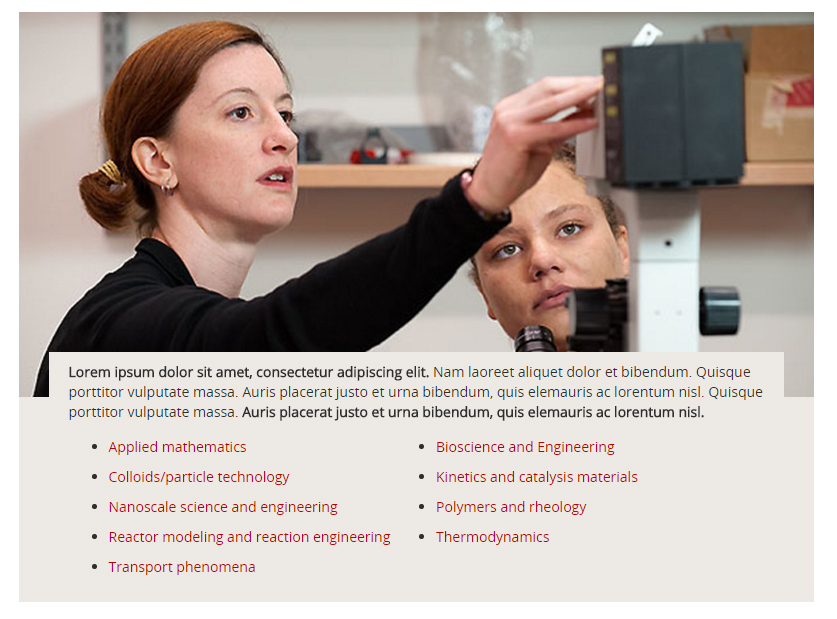 Lorem ipsum dolor sit amet, consectetur adipiscing elit. Nam laoreet aliquet dolor et bibendum. Quisque
porttitor vulputate massa. Auris placerat justo et urna bibendum, quis elemauris ac lorentum nisl. Quisque
porttitor vulputate massa. Auris placerat justo et urna bibendum, quis elemauris ac lorentum nisl.
Applied mathematics
Colloids/particle technology
Nanoscale science and engineering
Reactor modeling and reaction engineering
Transport phenomena
Bioscience and Engineering
Kinetics and catalysis materials
Polymers and rheology
Thermodynamics